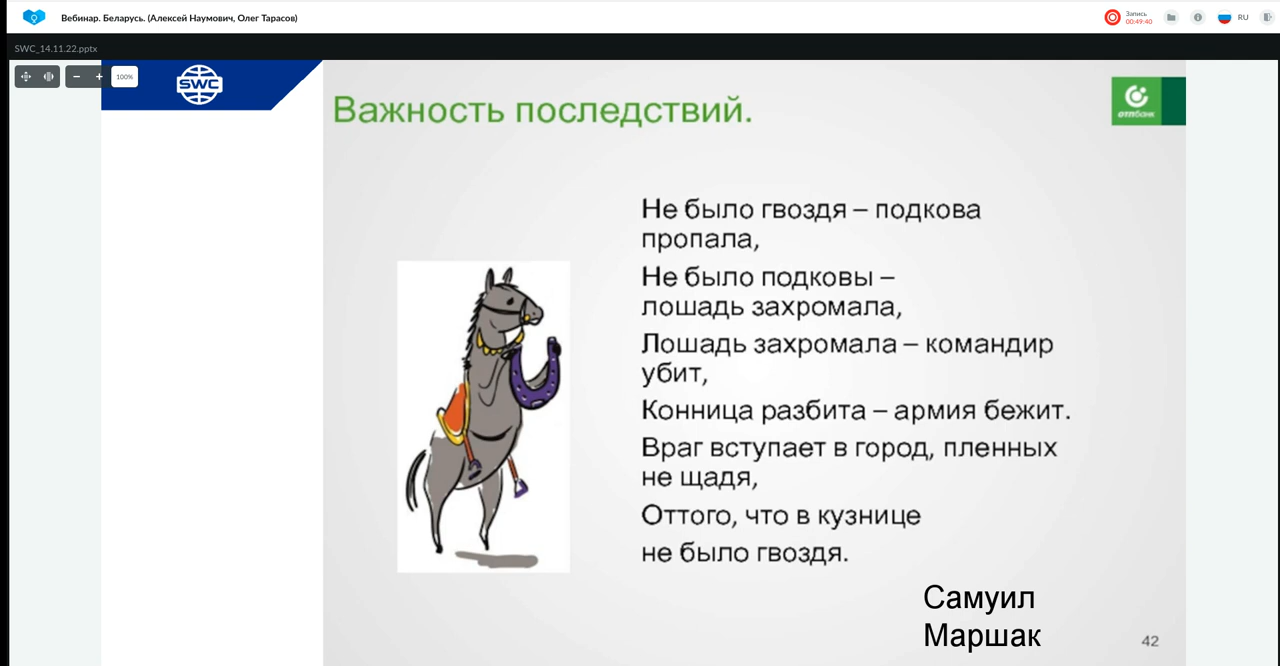 Вебинар. Беларусь. (Алексей Наумович, Олег Тарасов)
Запись
00:49:40
RU
SWC_14.11.22.pptx
100%
SWC
Важность последствий.
отпбанк
Не было гвоздя – подкова
пропала,
Не было подковы –
лошадь захромала,
Лошадь захромала – командир
убит,
Конница разбита – армия бежит.
Враг вступает в город, пленных
не щадя,
Оттого, что в кузнице
не было гвоздя.
Самуил
Маршак
42